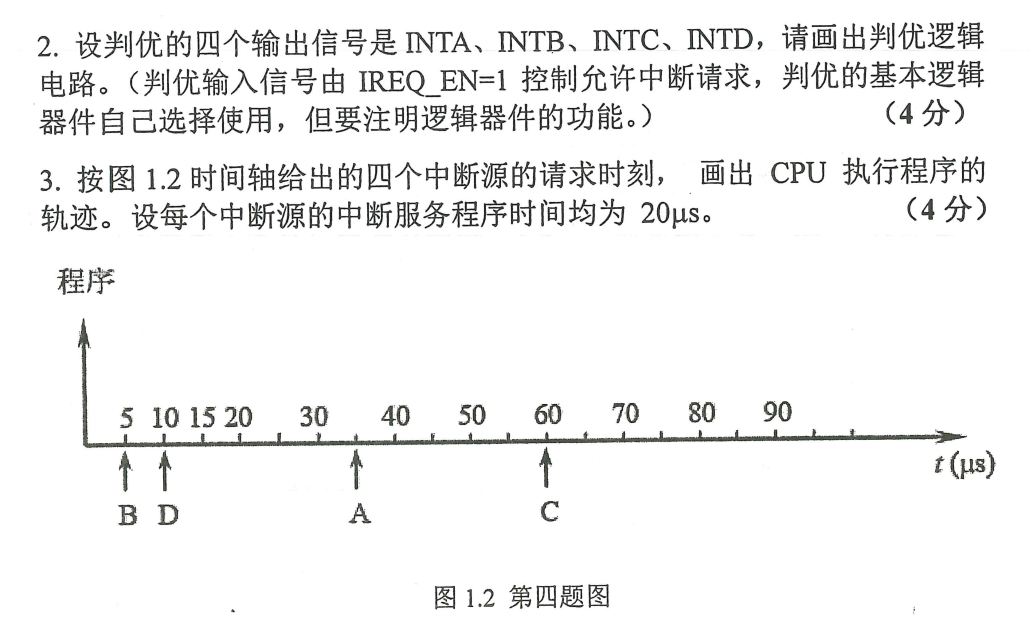 2. 设判优的四个输出信号是 INTA、INTB、INTC、INTD，请画出判优逻辑
电路。（判优输入信号由 IREQ_EN=1 控制允许中断请求，判优的基本逻辑
器件自己选择使用，但要注明逻辑器件的功能。） （4 分）
3. 按图 1.2 时间轴给出的四个中断源的请求时刻， 画出 CPU 执行程序的
轨迹。设每个中断源的中断服务程序时间均为 20μs。 （4 分）
程序
5 10 15 20 30 40 50 60 70 80 90
t (μs)
B D A C
图 1.2 第四题图